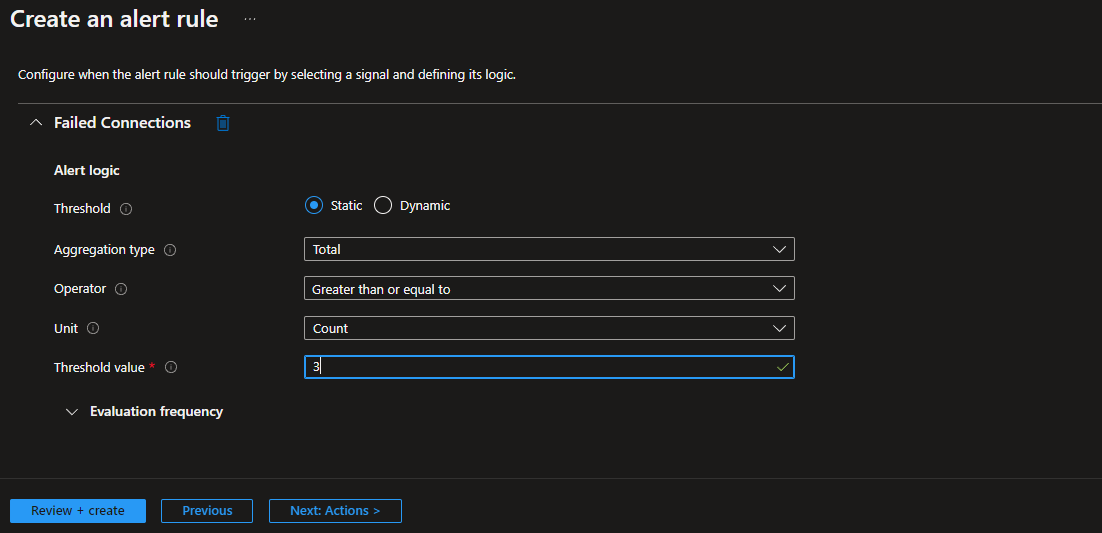 Create an alert rule ...
Configure when the alert rule should trigger by selecting a signal and defining its logic.
Failed Connections
Alert logic
Threshold Static Dynamic
Aggregation type Total
Operator Greater than or equal to
Unit Count
Threshold value * 3
Evaluation frequency
Review + create Previous Next: Actions >